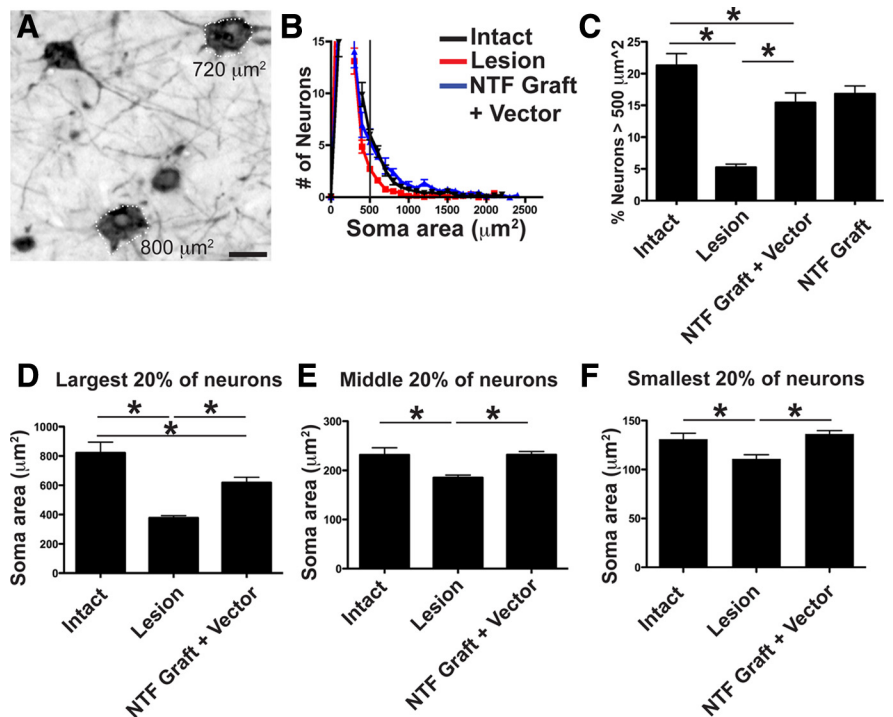 A
720 μm²
800 μm²
B
# of Neurons
15
10
5
0
0
500
1000
1500
2000
2500
Soma area (μm²)
Intact
Lesion
NTF Graft
+ Vector
C
% Neurons > 500 μm^2
25
20
15
10
5
0
*
*
*
Intact
Lesion
NTF Graft + Vector
NTF Graft
D
Largest 20% of neurons
Soma area (μm²)
1000
800
600
400
200
0
*
*
*
Intact
Lesion
NTF Graft + Vector
E
Middle 20% of neurons
Soma area (μm²)
300
200
100
0
*
*
Intact
Lesion
NTF Graft + Vector
F
Smallest 20% of neurons
Soma area (μm²)
150
100
50
0
*
*
Intact
Lesion
NTF Graft + Vector